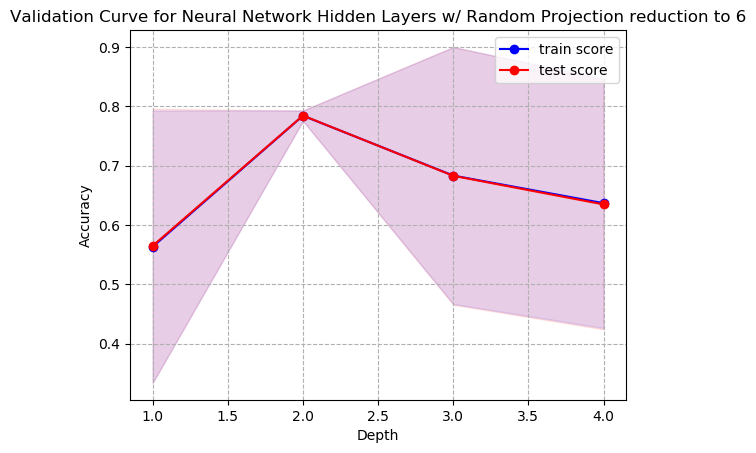 Validation Curve for Neural Network Hidden Layers w/ Random Projection reduction to 6
train score
test score
0.9
0.8
0.7
0.6
0.5
0.4
Accuracy
1.0 1.5 2.0 2.5 3.0 3.5 4.0
Depth